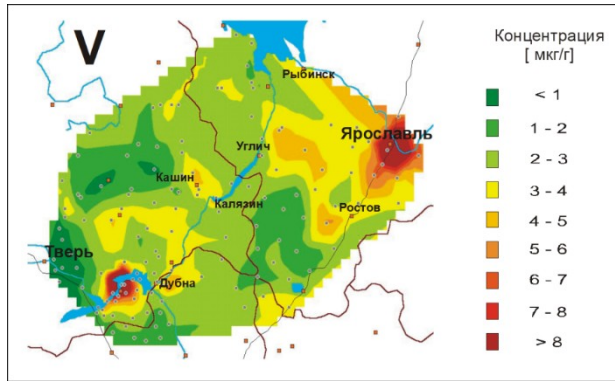 V
Рыбинск
Ярославль
Углич
Кашин
Калязин
Ростов
Тверь
Дубна
Концентрация
[ мкг/г]
< 1
1 - 2
2 - 3
3 - 4
4 - 5
5 - 6
6 - 7
7 - 8
> 8